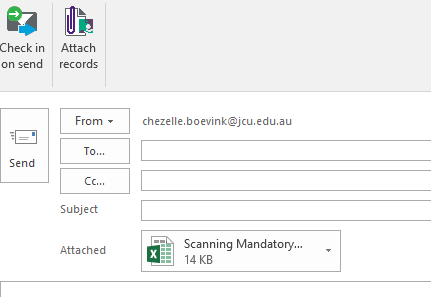 Check in
on send
Attach
records
From
chezelle.boevink@jcu.edu.au
To...
Send
Cc...
Subject
Attached
Scanning Mandatory...
14 KB